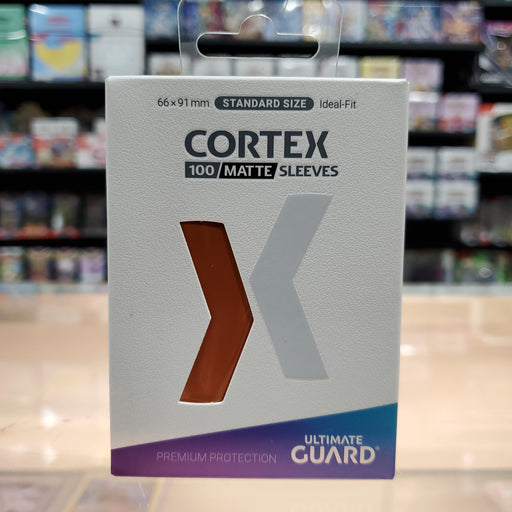 66 x 91 mm STANDARD SIZE Ideal-Fit
CORTEX
100 MATTE SLEEVES
PREMIUM PROTECTION
ULTIMATE
GUARD®